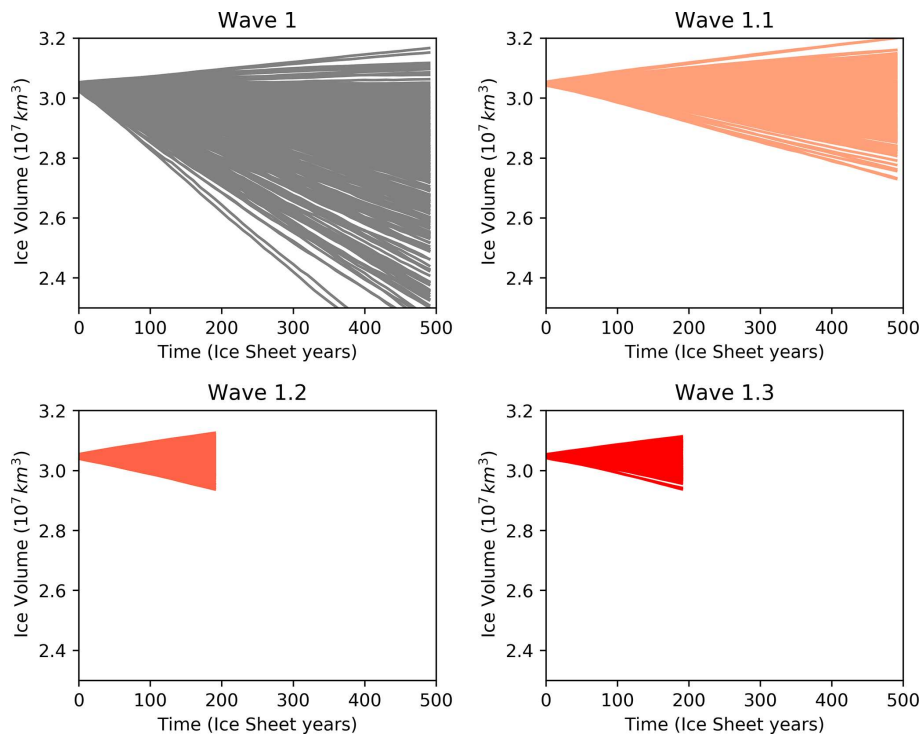 Wave 1
Ice Volume (10⁷ km³)
3.2
3.0
2.8
2.6
2.4
0 100 200 300 400 500
Time (Ice Sheet years)
Wave 1.1
Ice Volume (10⁷ km³)
3.2
3.0
2.8
2.6
2.4
0 100 200 300 400 500
Time (Ice Sheet years)
Wave 1.2
Ice Volume (10⁷ km³)
3.2
3.0
2.8
2.6
2.4
0 100 200 300 400 500
Time (Ice Sheet years)
Wave 1.3
Ice Volume (10⁷ km³)
3.2
3.0
2.8
2.6
2.4
0 100 200 300 400 500
Time (Ice Sheet years)